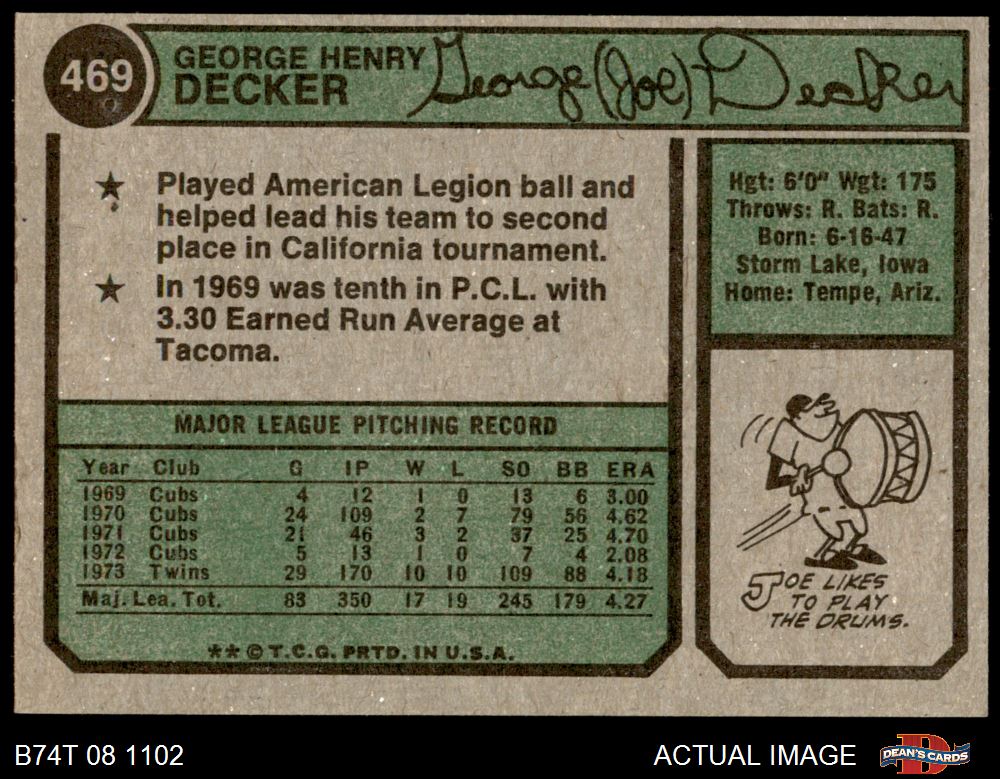 469
GEORGE HENRY
DECKER
George (Joe) Decker
★ Played American Legion ball and
helped lead his team to second
place in California tournament.
★ In 1969 was tenth in P.C.L. with
3.30 Earned Run Average at
Tacoma.
Hgt: 6'0" Wgt: 175
Throws: R. Bats: R.
Born: 6-16-47
Storm Lake, Iowa
Home: Tempe, Ariz.
MAJOR LEAGUE PITCHING RECORD
Year Club G IP W L SO BB ERA
1969 Cubs 4 12 1 0 13 6 3.00
1970 Cubs 24 109 2 7 79 56 4.62
1971 Cubs 21 46 3 2 37 25 4.70
1972 Cubs 5 13 1 0 7 4 2.08
1973 Twins 29 170 10 10 109 88 4.18
Maj. Lea. Tot. 83 350 17 19 245 179 4.27
** © T.C.G. PRTD. IN U.S.A.
JOE LIKES
TO PLAY
THE DRUMS.
B74T 08 1102
ACTUAL IMAGE
D
DEAN'S CARDS